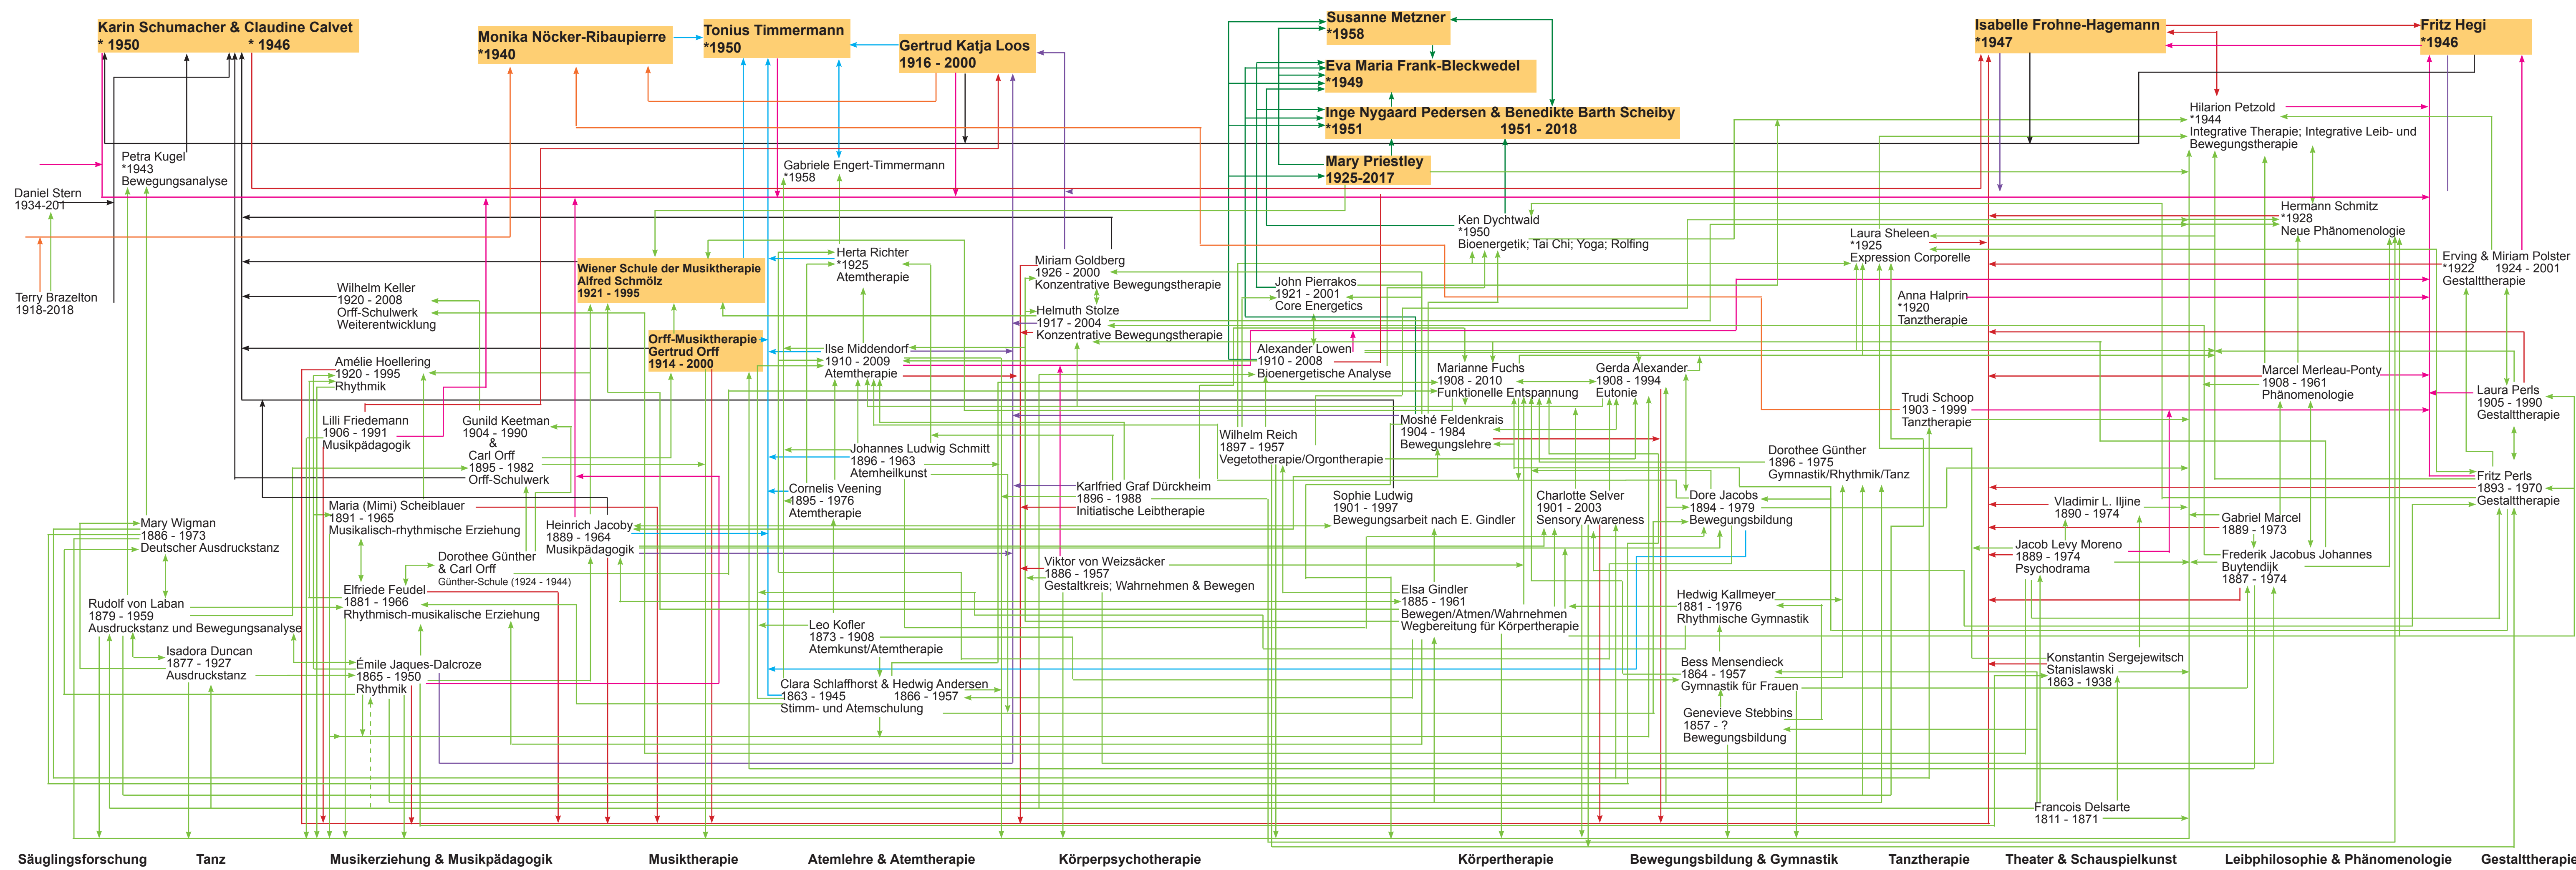 Karin Schumacher & Claudine Calvet
* 1950 * 1946
Monika Nöcker-Ribaupierre
*1940
Tonius Timmermann
*1950
Gertrud Katja Loos
1916 - 2000
Susanne Metzner
*1958
Eva Maria Frank-Bleckwedel
*1949
Inge Nygaard Pedersen & Benedikte Barth Scheiby
*1951 1951 - 2018
Mary Priestley
1925-2017
Isabelle Frohne-Hagemann
*1947
Fritz Hegi
*1946
Hilarion Petzold
*1944
Integrative Therapie; Integrative Leib- und
Bewegungstherapie
Petra Kugel
*1943
Bewegungsanalyse
Daniel Stern
1934-201
Terry Brazelton
1918-2018
Gabriele Engert-Timmermann
*1958
Herta Richter
*1925
Atemtherapie
Wiener Schule der Musiktherapie
Alfred Schmölz
1921 - 1995
Wilhelm Keller
1920 - 2008
Orff-Schulwerk
Weiterentwicklung
Orff-Musiktherapie
Gertrud Orff
1914 - 2000
Amélie Hoellering
1920 - 1995
Rhythmik
Miriam Goldberg
1926 - 2000
Konzentrative Bewegungstherapie
Helmuth Stolze
1917 - 2004
Konzentrative Bewegungstherapie
Ilse Middendorf
1910 - 2009
Atemtherapie
Ken Dychtwald
*1950
Bioenergetik; Tai Chi; Yoga; Rolfing
John Pierrakos
1921 - 2001
Core Energetics
Alexander Lowen
1910 - 2008
Bioenergetische Analyse
Marianne Fuchs
1908 - 2010
Funktionelle Entspannung
Gerda Alexander
1908 - 1994
Eutonie
Laura Sheleen
*1925
Expression Corporelle
Anna Halprin
*1920
Tanztherapie
Hermann Schmitz
*1928
Neue Phänomenologie
Erving & Miriam Polster
*1922 1924 - 2001
Gestalttherapie
Marcel Merleau-Ponty
1908 - 1961
Phänomenologie
Laura Perls
1905 - 1990
Gestalttherapie
Trudi Schoop
1903 - 1999
Tanztherapie
Lilli Friedemann
1906 - 1991
Musikpädagogik
Gunild Keetman
1904 - 1990
&
Carl Orff
1895 - 1982
Orff-Schulwerk
Johannes Ludwig Schmitt
1896 - 1963
Atemheilkunst
Cornelis Veening
1895 - 1976
Atemtherapie
Karlfried Graf Dürckheim
1896 - 1988
Initiatische Leibtherapie
Wilhelm Reich
1897 - 1957
Vegetotherapie/Orgontherapie
Moshé Feldenkrais
1904 - 1984
Bewegungslehre
Dorothee Günther
1896 - 1975
Gymnastik/Rhythmik/Tanz
Fritz Perls
1893 - 1970
Gestalttherapie
Sophie Ludwig
1901 - 1997
Bewegungsarbeit nach E. Gindler
Charlotte Selver
1901 - 2003
Sensory Awareness
Dore Jacobs
1894 - 1979
Bewegungsbildung
Vladimir L. Iljine
1890 - 1974
Gabriel Marcel
1889 - 1973
Maria (Mimi) Scheiblauer
1891 - 1965
Musikalisch-rhythmische Erziehung
Mary Wigman
1886 - 1973
Deutscher Ausdruckstanz
Heinrich Jacoby
1889 - 1964
Musikpädagogik
Dorothee Günther
& Carl Orff
Günther-Schule (1924 - 1944)
Viktor von Weizsäcker
1886 - 1957
Gestaltkreis; Wahrnehmen & Bewegen
Jacob Levy Moreno
1889 - 1974
Psychodrama
Frederik Jacobus Johannes
Buytendijk
1887 - 1974
Elfriede Feudel
1881 - 1966
Rhythmisch-musikalische Erziehung
Rudolf von Laban
1879 - 1959
Ausdruckstanz und Bewegungsanalyse
Elsa Gindler
1885 - 1961
Bewegen/Atmen/Wahrnehmen
Wegbereitung für Körpertherapie
Hedwig Kallmeyer
1881 - 1976
Rhythmische Gymnastik
Leo Kofler
1873 - 1908
Atemkunst/Atemtherapie
Isadora Duncan
1877 - 1927
Ausdruckstanz
Émile Jaques-Dalcroze
1865 - 1950
Rhythmik
Clara Schlaffhorst & Hedwig Andersen
1863 - 1945 1866 - 1957
Stimm- und Atemschulung
Bess Mensendieck
1864 - 1957
Gymnastik für Frauen
Konstantin Sergejewitsch
Stanislawski
1863 - 1938
Genevieve Stebbins
1857 - ?
Bewegungsbildung
Francois Delsarte
1811 - 1871
Säuglingsforschung Tanz Musikerziehung & Musikpädagogik Musiktherapie Atemlehre & Atemtherapie Körperpsychotherapie Körpertherapie Bewegungsbildung & Gymnastik Tanztherapie Theater & Schauspielkunst Leibphilosophie & Phänomenologie Gestalttherapie